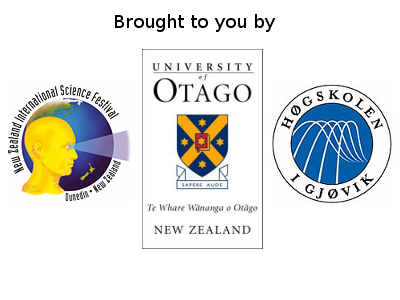 Brought to you by
New Zealand International Science Festival
Dunedin • New Zealand
UNIVERSITY
of
OTAGO
SAPERE AUDE
Te Whare Wānanga o Otāgo
NEW ZEALAND
HØGSKOLEN
I GJØVIK